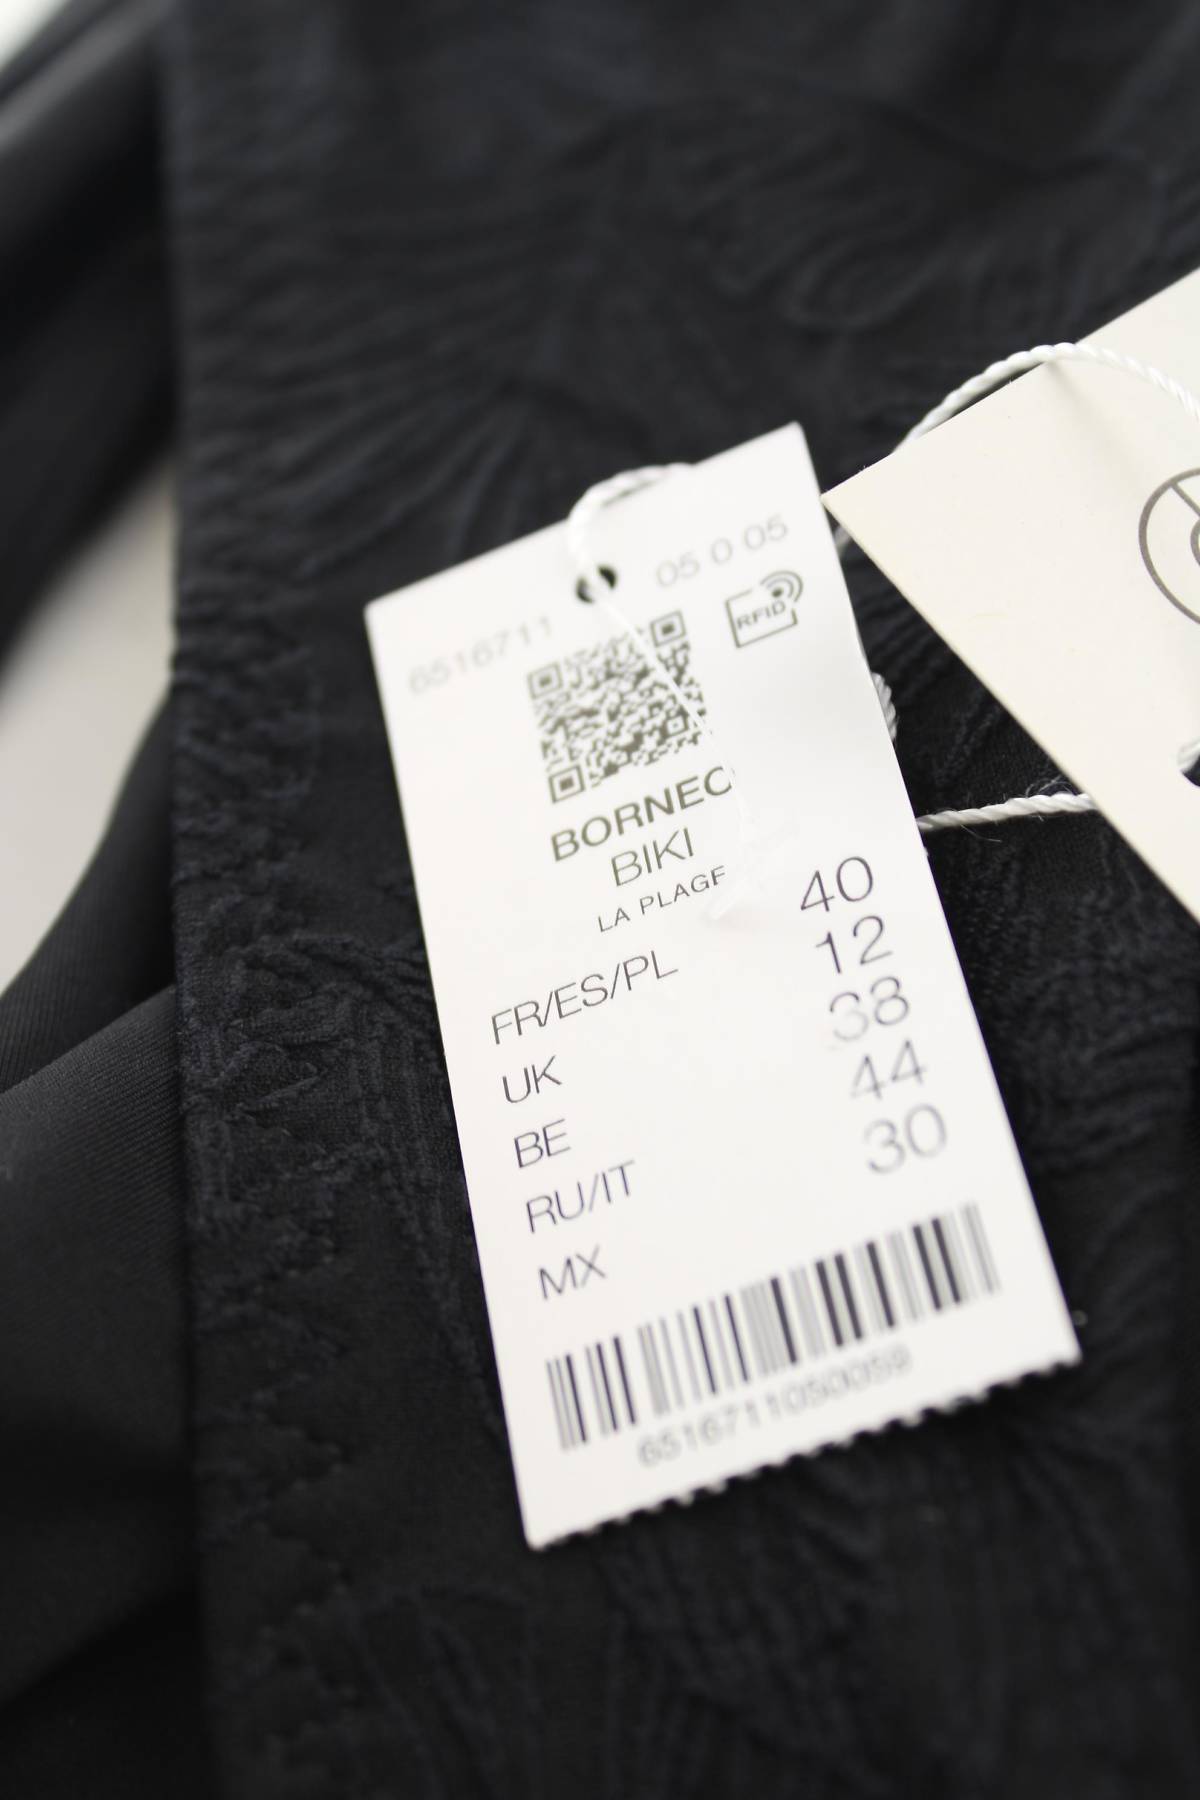 6516711 05 0 05
RFID
BORNEO
BIKI
LA PLAGE
FR/ES/PL 40
UK 12
BE 38
RU/IT 44
MX 30
6516711050059